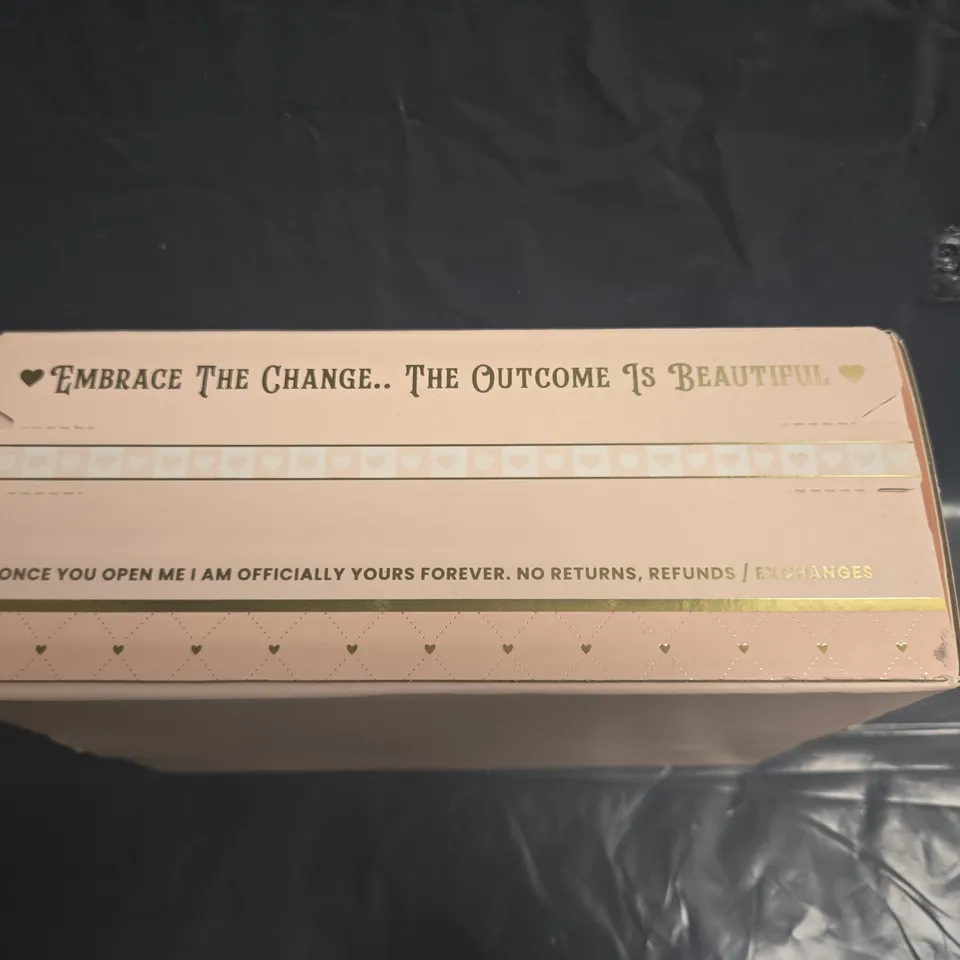 Embrace The Change.. The Outcome Is Beautiful
ONCE YOU OPEN ME I AM OFFICIALLY YOURS FOREVER. NO RETURNS, REFUNDS / EXCHANGES